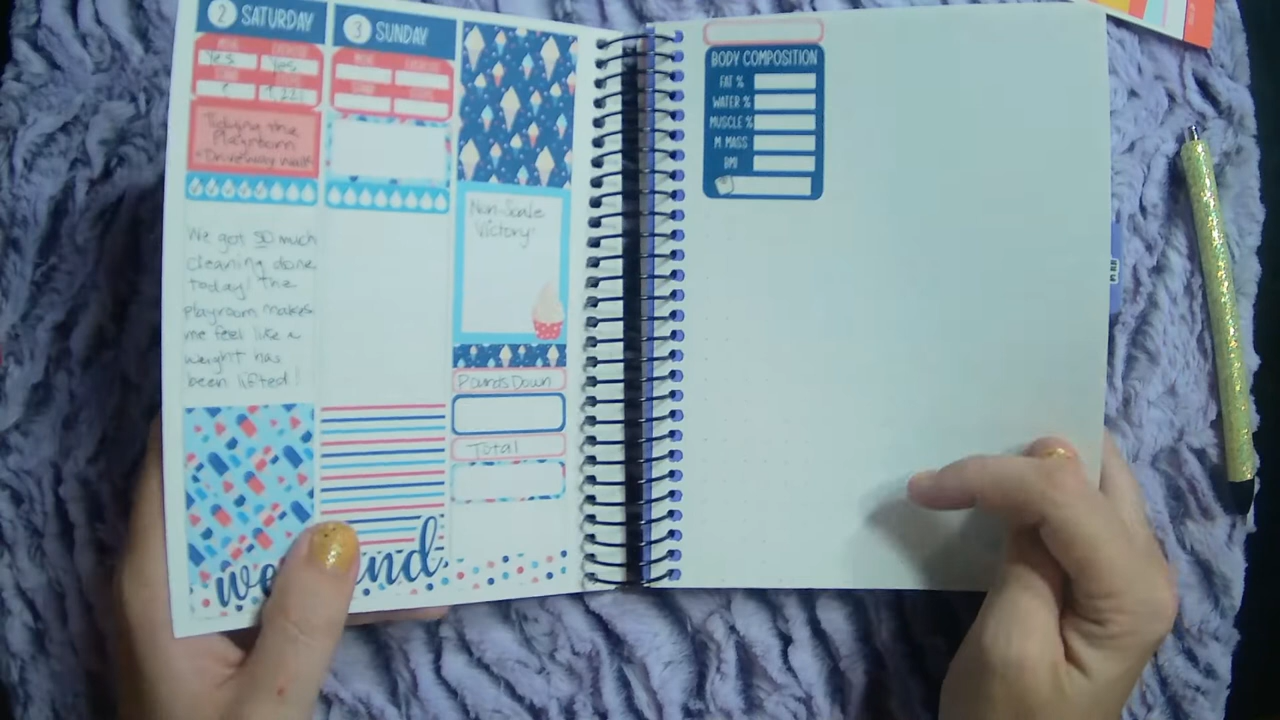 2 SATURDAY
Yes Yes
Tidying the
Playroom
+ Driveway walk
We got SO much
cleaning done
today! The
playroom makes
me feel like a
weight has
been lifted!
3 SUNDAY
weekend
Non-Scale
Victory:
Pounds Down
Total
BODY COMPOSITION
FAT %
WATER %
MUSCLE %
M MASS
BMI